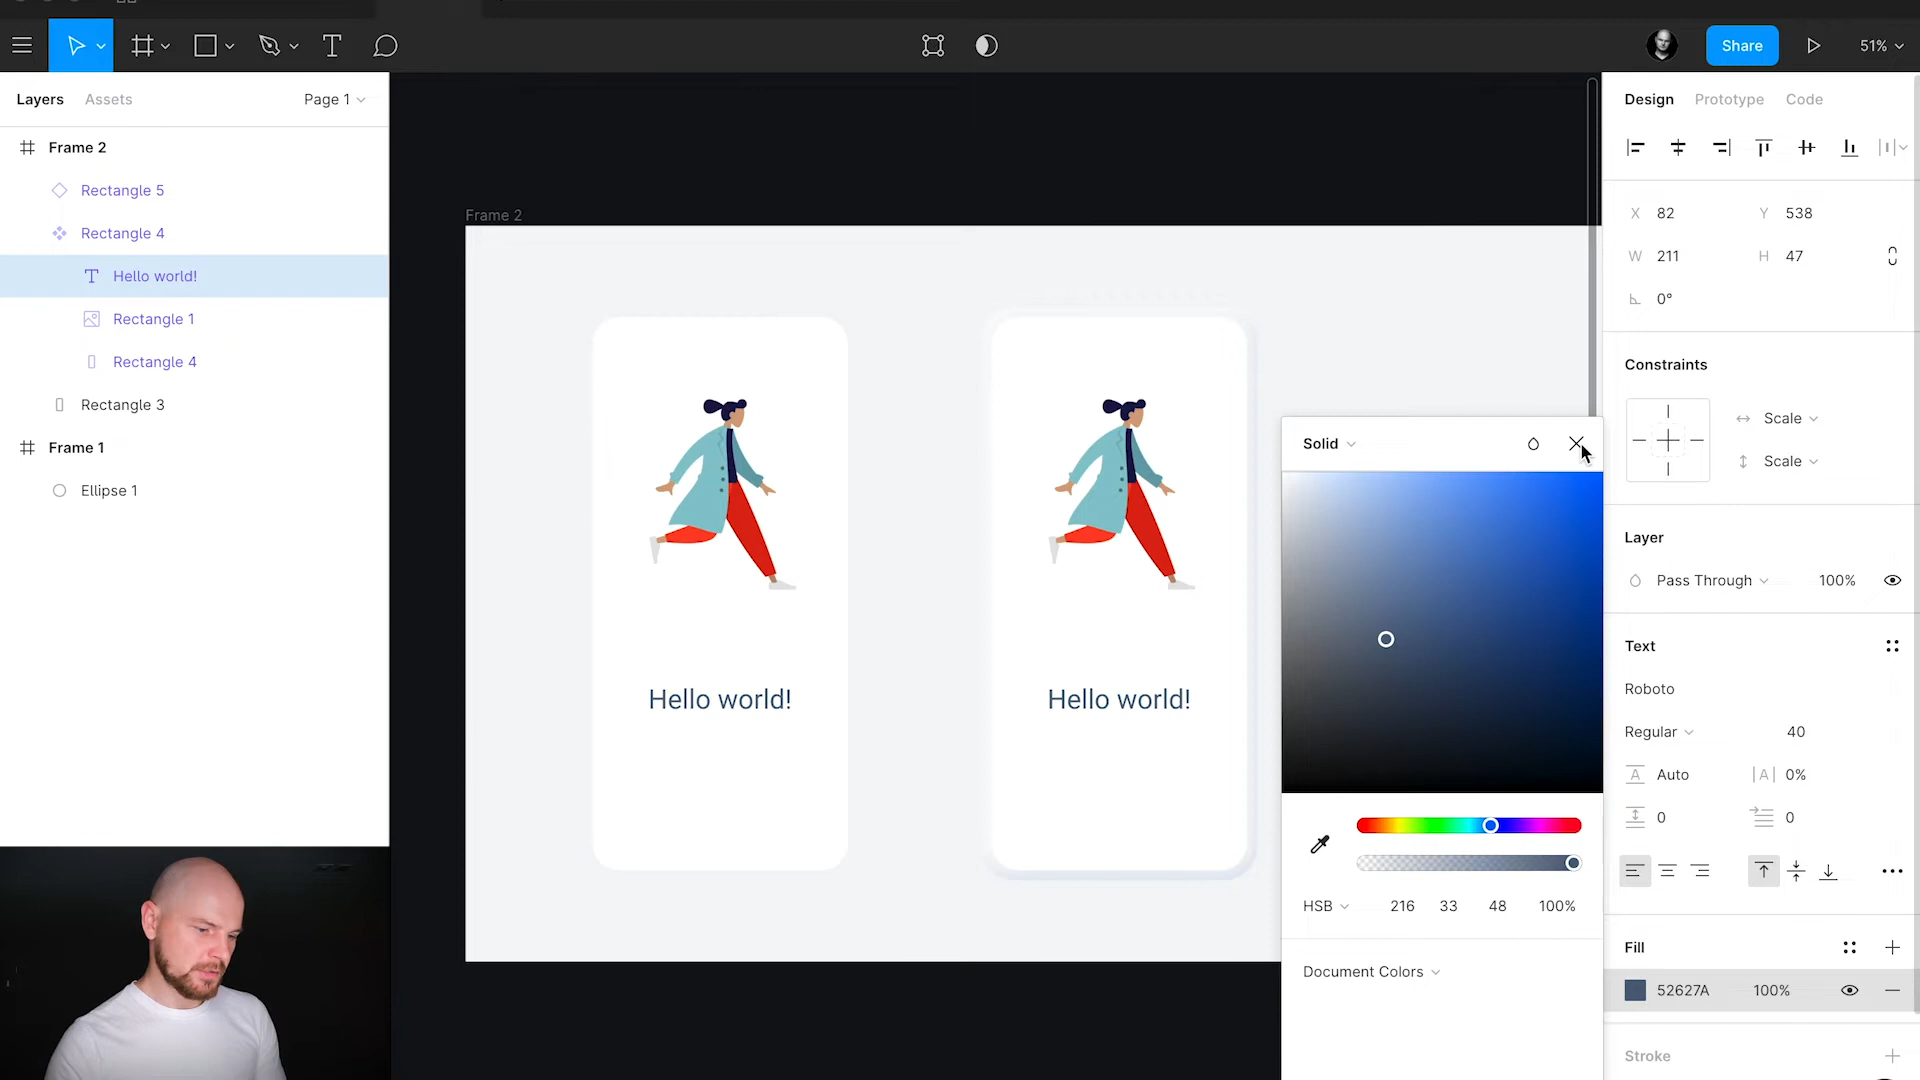 Share
51%
Layers
Assets
Page 1
Frame 2
Rectangle 5
Rectangle 4
Hello world!
Rectangle 1
Rectangle 4
Rectangle 3
Frame 1
Ellipse 1
Frame 2
Hello world!
Hello world!
Solid
HSB 216 33 48 100%
Document Colors
Design Prototype Code
X 82 Y 538
W 211 H 47
0°
Constraints
Scale
Scale
Layer
Pass Through 100%
Text
Roboto
Regular 40
A Auto |A| 0%
0 0
Fill
52627A 100%
Stroke